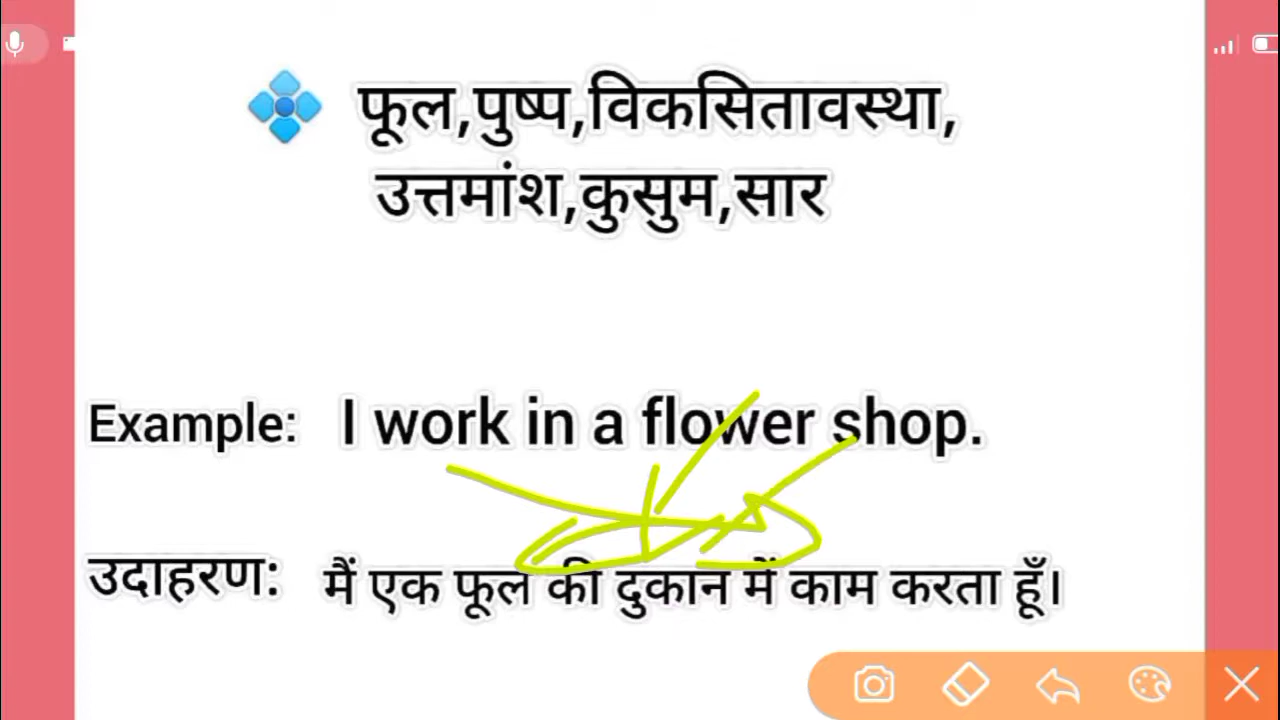 फूल,पुष्प,विकसितावस्था,
उत्तमांश,कुसुम,सार
Example: I work in a flower shop.
उदाहरण: मैं एक फूल की दुकान में काम करता हूँ।